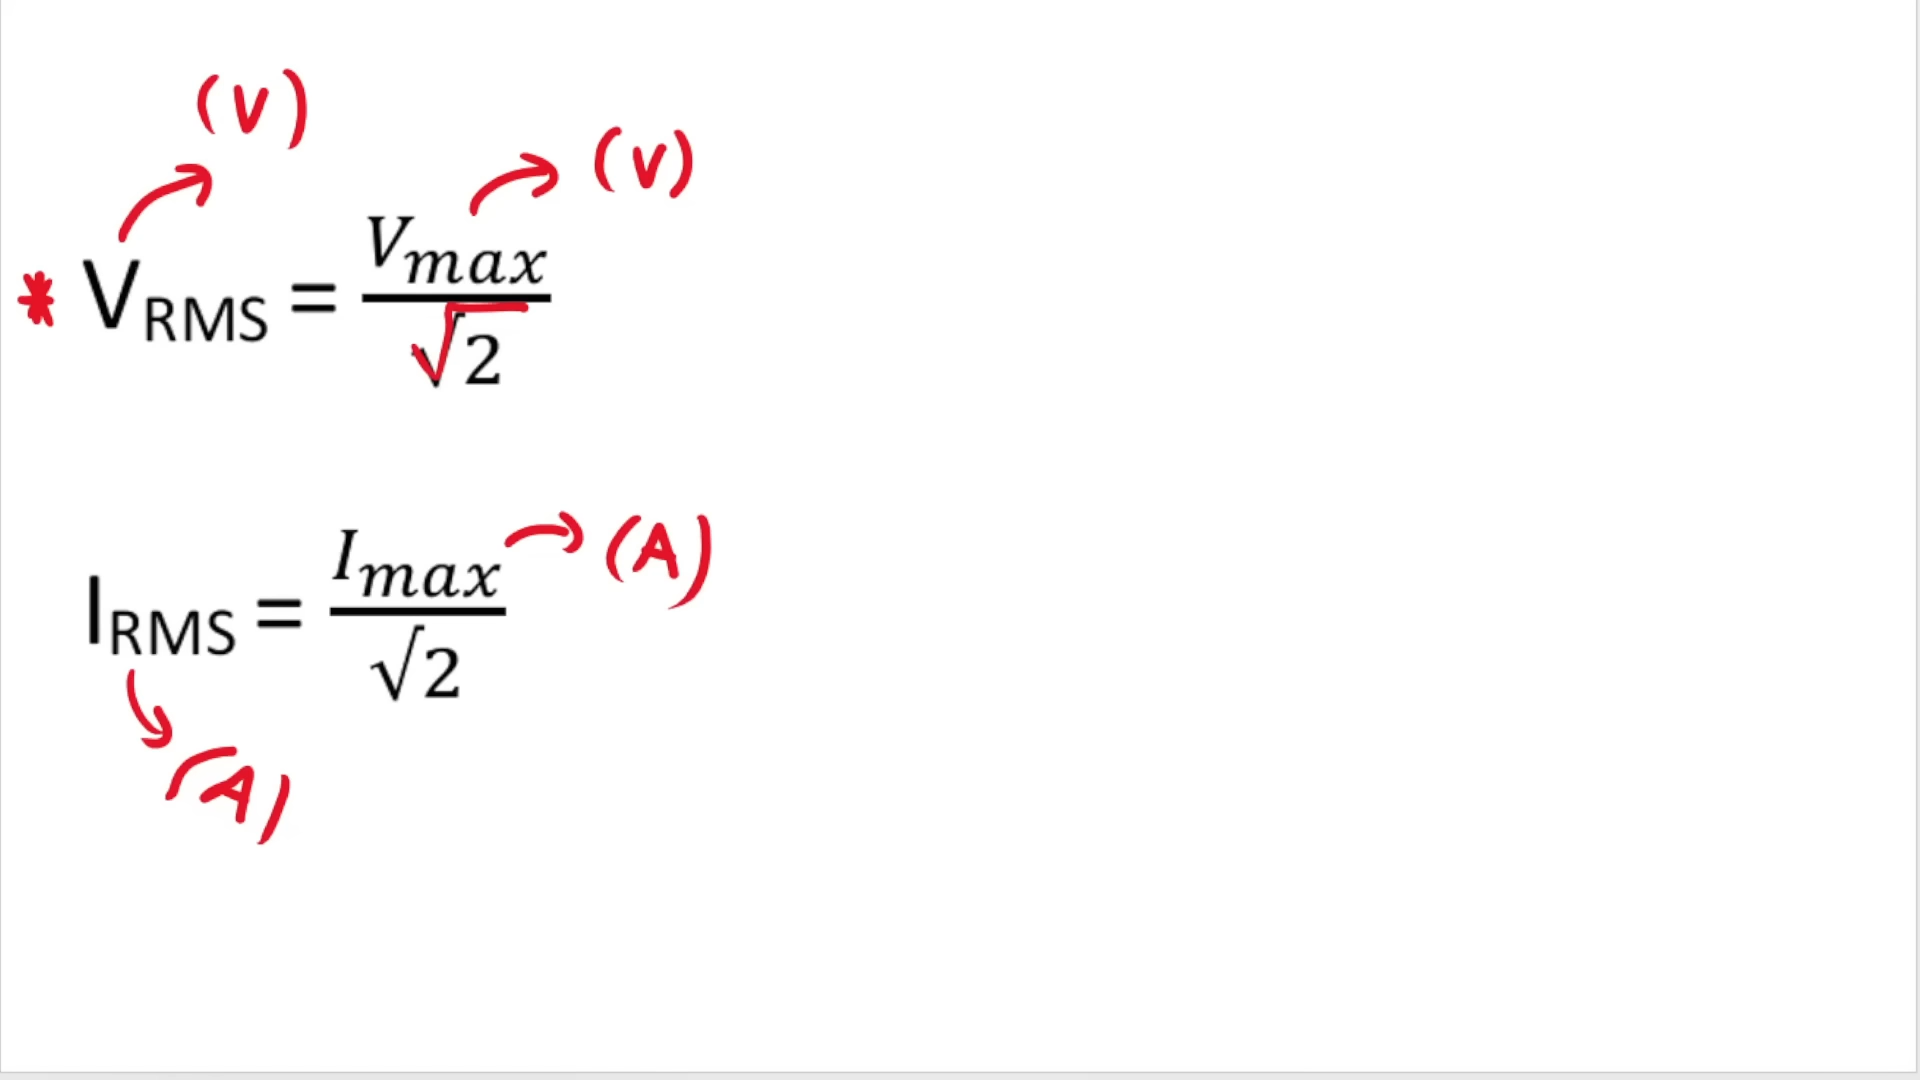 (V)
(V)
* V_RMS = V_max / √2
I_RMS = I_max / √2
(A)
(A)